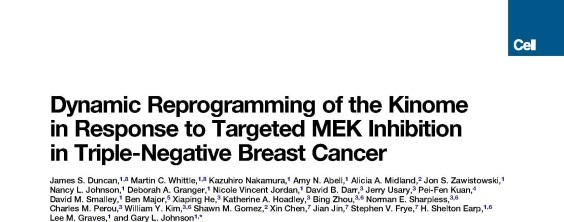 Cell
Dynamic Reprogramming of the Kinome
in Response to Targeted MEK Inhibition
in Triple-Negative Breast Cancer
James S. Duncan,1,8 Martin C. Whittle,1,8 Kazuhiro Nakamura,1 Amy N. Abell,1 Alicia A. Midland,2 Jon S. Zawistowski,1
Nancy L. Johnson,1 Deborah A. Granger,1 Nicole Vincent Jordan,1 David B. Darr,3 Jerry Usary,3 Pei-Fen Kuan,4
David M. Smalley,1 Ben Major,5 Xiaping He,3 Katherine A. Hoadley,3 Bing Zhou,3,6 Norman E. Sharpless,3,6
Charles M. Perou,3 William Y. Kim,3,6 Shawn M. Gomez,2 Xin Chen,7 Jian Jin,7 Stephen V. Frye,7 H. Shelton Earp,1,6
Lee M. Graves,1 and Gary L. Johnson1,*